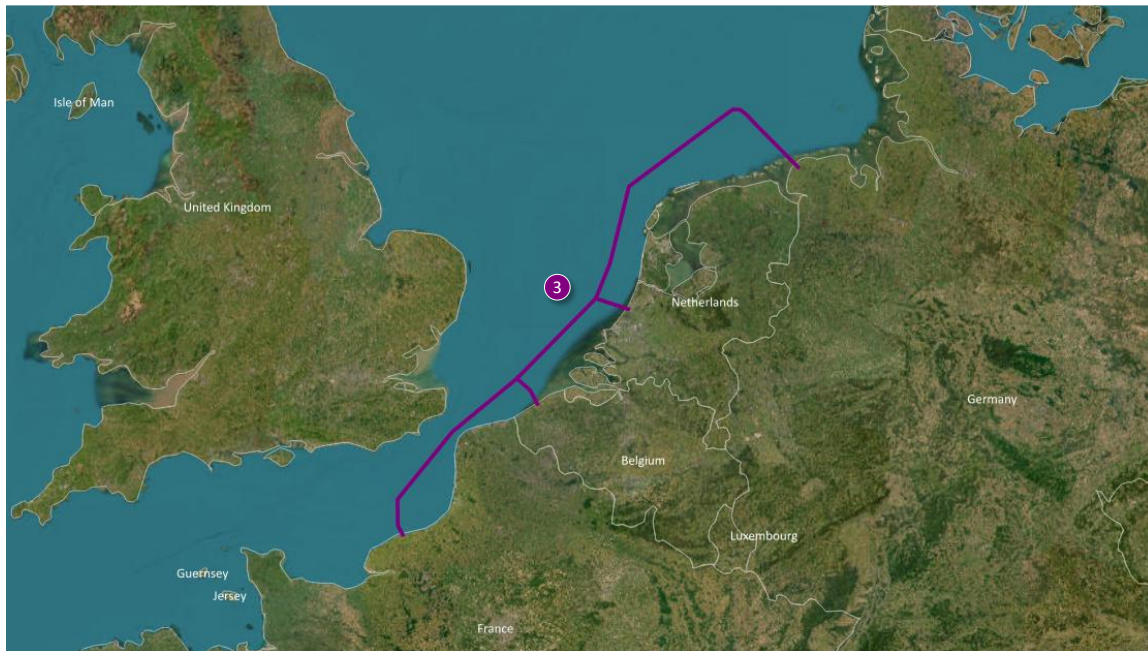 Isle of Man
United Kingdom
3
Netherlands
Germany
Belgium
Luxembourg
Guernsey
Jersey
France